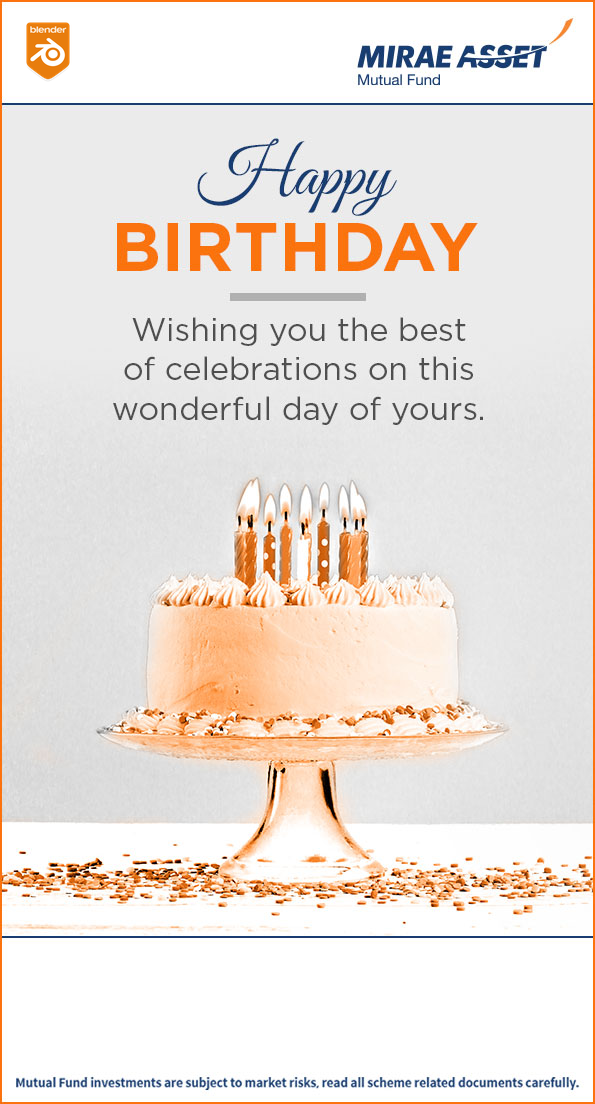 blender
MIRAE ASSET
Mutual Fund
Happy
BIRTHDAY
Wishing you the best
of celebrations on this
wonderful day of yours.
Mutual Fund investments are subject to market risks, read all scheme related documents carefully.